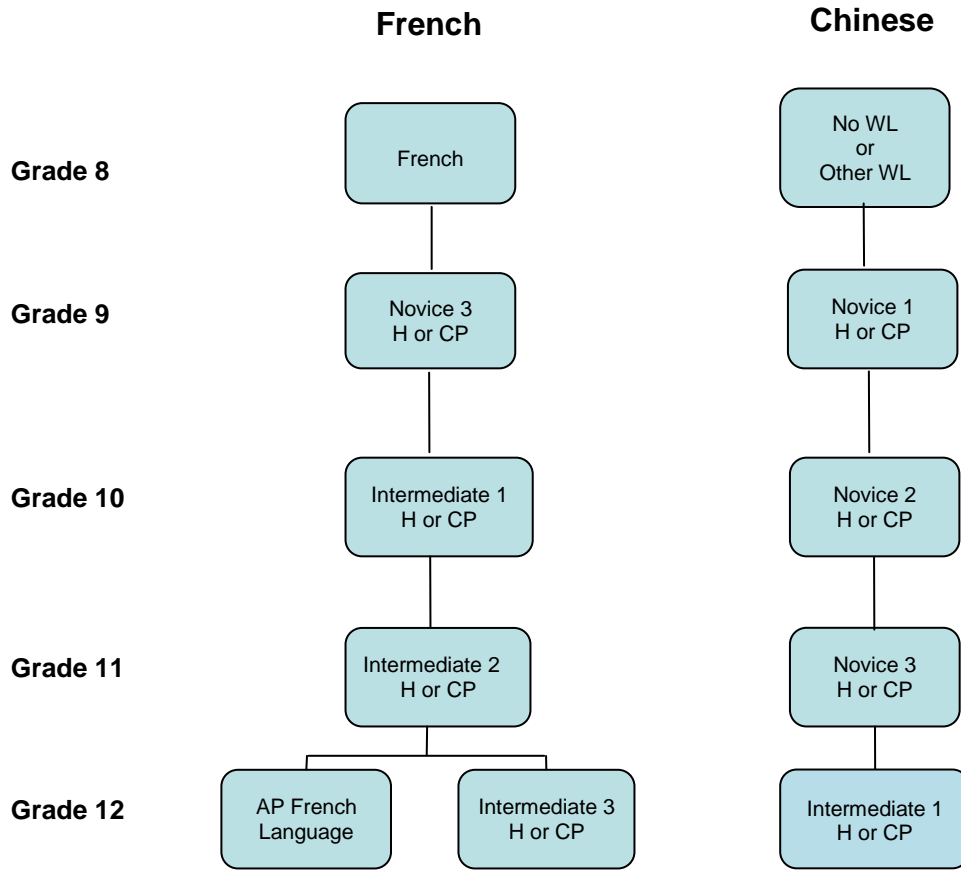 French
Chinese
Grade 8
French
No WL
or
Other WL
Grade 9
Novice 3
H or CP
Novice 1
H or CP
Grade 10
Intermediate 1
H or CP
Novice 2
H or CP
Grade 11
Intermediate 2
H or CP
Novice 3
H or CP
Grade 12
AP French
Language
Intermediate 3
H or CP
Intermediate 1
H or CP